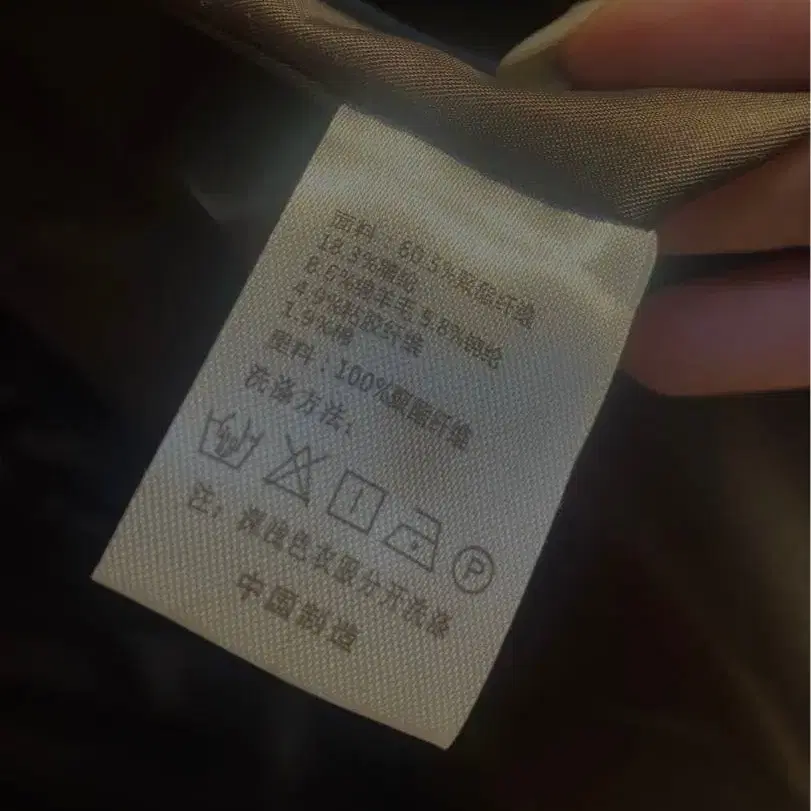 面料：60.5%聚酯纤维
18.3%腈纶
8.6%绵羊毛 5.8%锦纶
4.9%粘胶纤维
1.9%棉
里料：100%聚酯纤维
洗涤方法：
P
注：深浅色衣服分开洗涤
中国制造